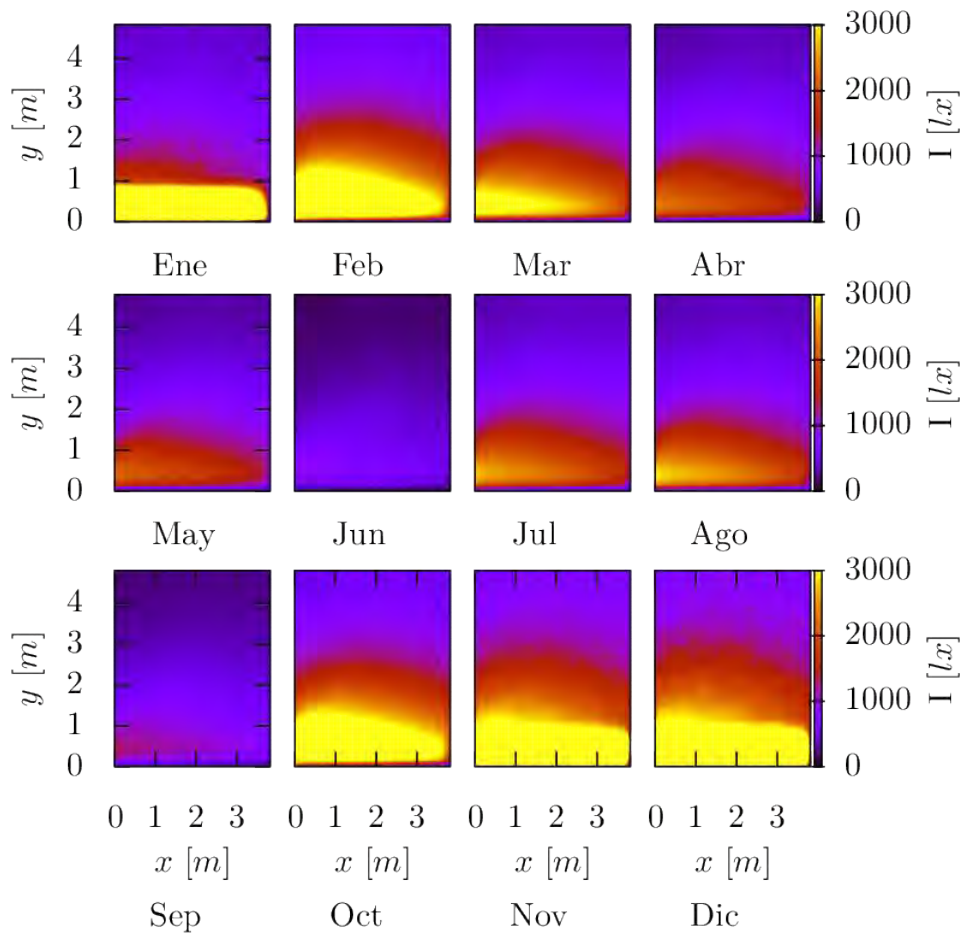 3000
4
3
2
1
0
y [m]
2000
1000
0
I [lx]
Ene Feb Mar Abr
3000
4
3
2
1
0
y [m]
2000
1000
0
I [lx]
May Jun Jul Ago
3000
4
3
2
1
0
y [m]
2000
1000
0
I [lx]
0 1 2 3 0 1 2 3 0 1 2 3 0 1 2 3
x [m] x [m] x [m] x [m]
Sep Oct Nov Dic